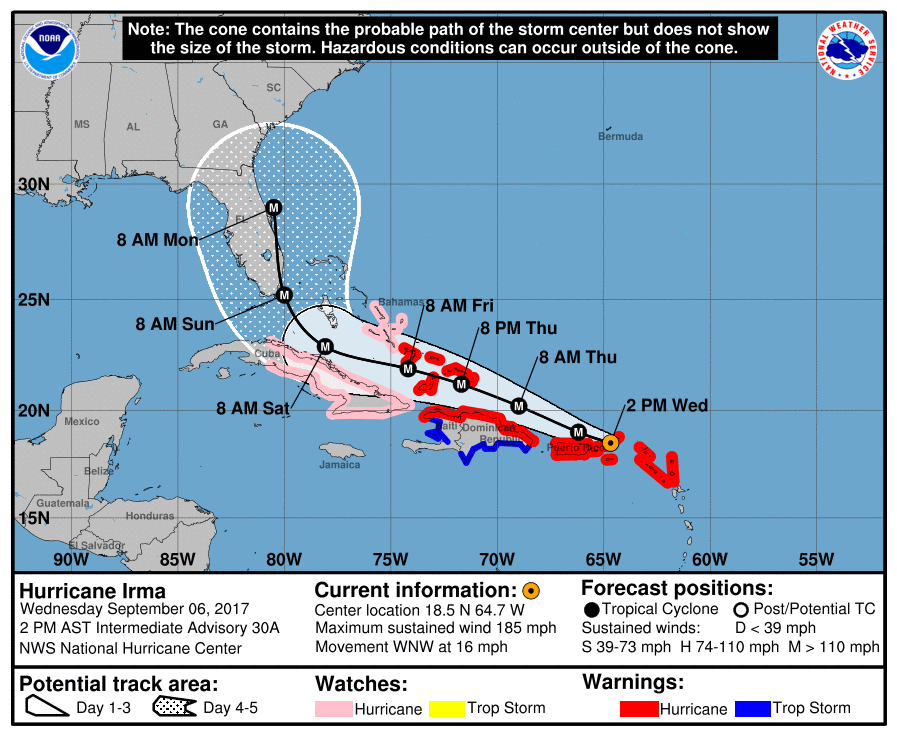 Note: The cone contains the probable path of the storm center but does not show
the size of the storm. Hazardous conditions can occur outside of the cone.
NOAA
NATIONAL WEATHER SERVICE
SC
MS
AL
GA
Bermuda
30N
FL
8 AM Mon
25N
Bahamas
8 AM Fri
8 AM Sun
8 PM Thu
Cuba
8 AM Thu
8 AM Sat
2 PM Wed
20N
Mexico
Haiti
Dominican
Republic
Puerto Rico
Jamaica
Belize
Guatemala
Honduras
15N
El Salvador
90W
85W
80W
75W
70W
65W
60W
55W
M
M
M
M
M
M
M
Hurricane Irma
Wednesday September 06, 2017
2 PM AST Intermediate Advisory 30A
NWS National Hurricane Center
Current information:
Center location 18.5 N 64.7 W
Maximum sustained wind 185 mph
Movement WNW at 16 mph
Forecast positions:
Tropical Cyclone
Post/Potential TC
Sustained winds:
D < 39 mph
S 39-73 mph H 74-110 mph M > 110 mph
Potential track area:
Day 1-3
Day 4-5
Watches:
Hurricane
Trop Storm
Warnings:
Hurricane
Trop Storm